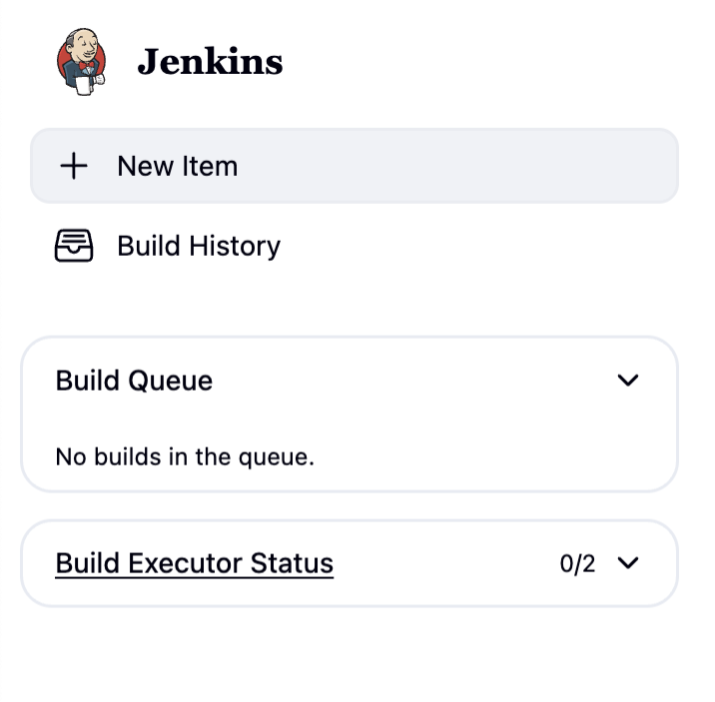 Jenkins
New Item
Build History
Build Queue
No builds in the queue.
Build Executor Status 0/2